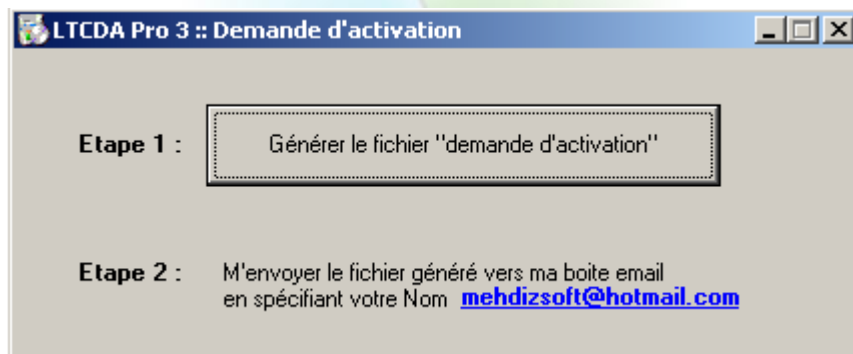 LTCDA Pro 3 :: Demande d'activation
Etape 1 : Générer le fichier "demande d'activation"
Etape 2 : M'envoyer le fichier généré vers ma boite email
en spécifiant votre Nom mehdizsoft@hotmail.com